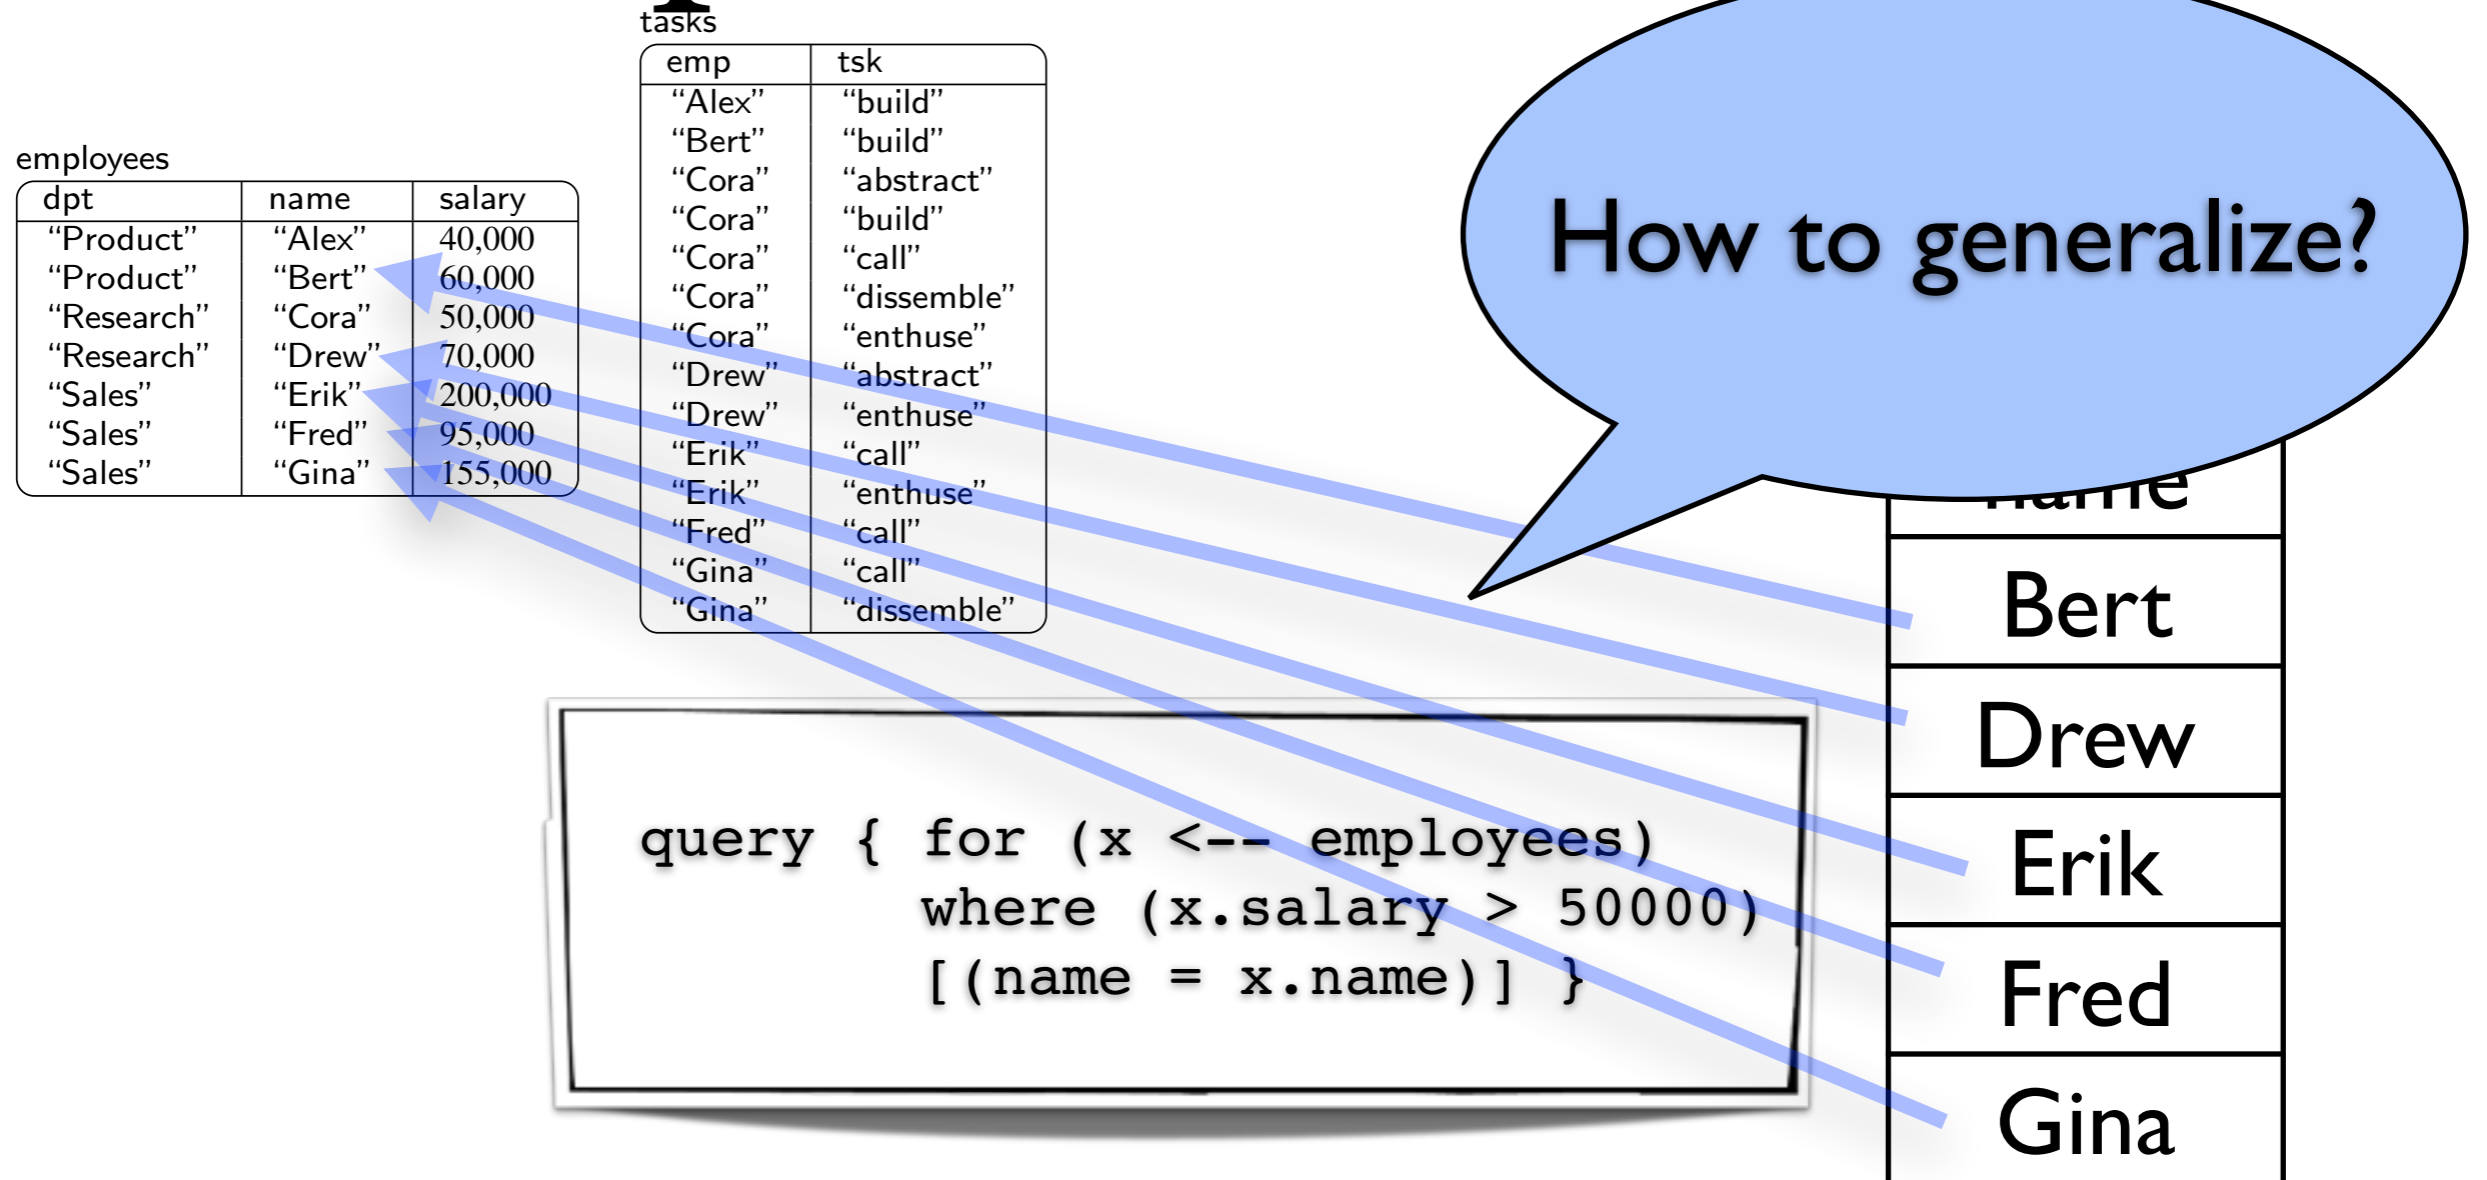 tasks
emp tsk
“Alex” “build”
“Bert” “build”
“Cora” “abstract”
“Cora” “build”
“Cora” “call”
“Cora” “dissemble”
“Cora” “enthuse”
“Drew” “abstract”
“Drew” “enthuse”
“Erik” “call”
“Erik” “enthuse”
“Fred” “call”
“Gina” “call”
“Gina” “dissemble”
employees
dpt name salary
“Product” “Alex” 40,000
“Product” “Bert” 60,000
“Research” “Cora” 50,000
“Research” “Drew” 70,000
“Sales” “Erik” 200,000
“Sales” “Fred” 95,000
“Sales” “Gina” 155,000
How to generalize?
name
Bert
Drew
Erik
Fred
Gina
query { for (x <-- employees)
where (x.salary > 50000)
[(name = x.name)] }